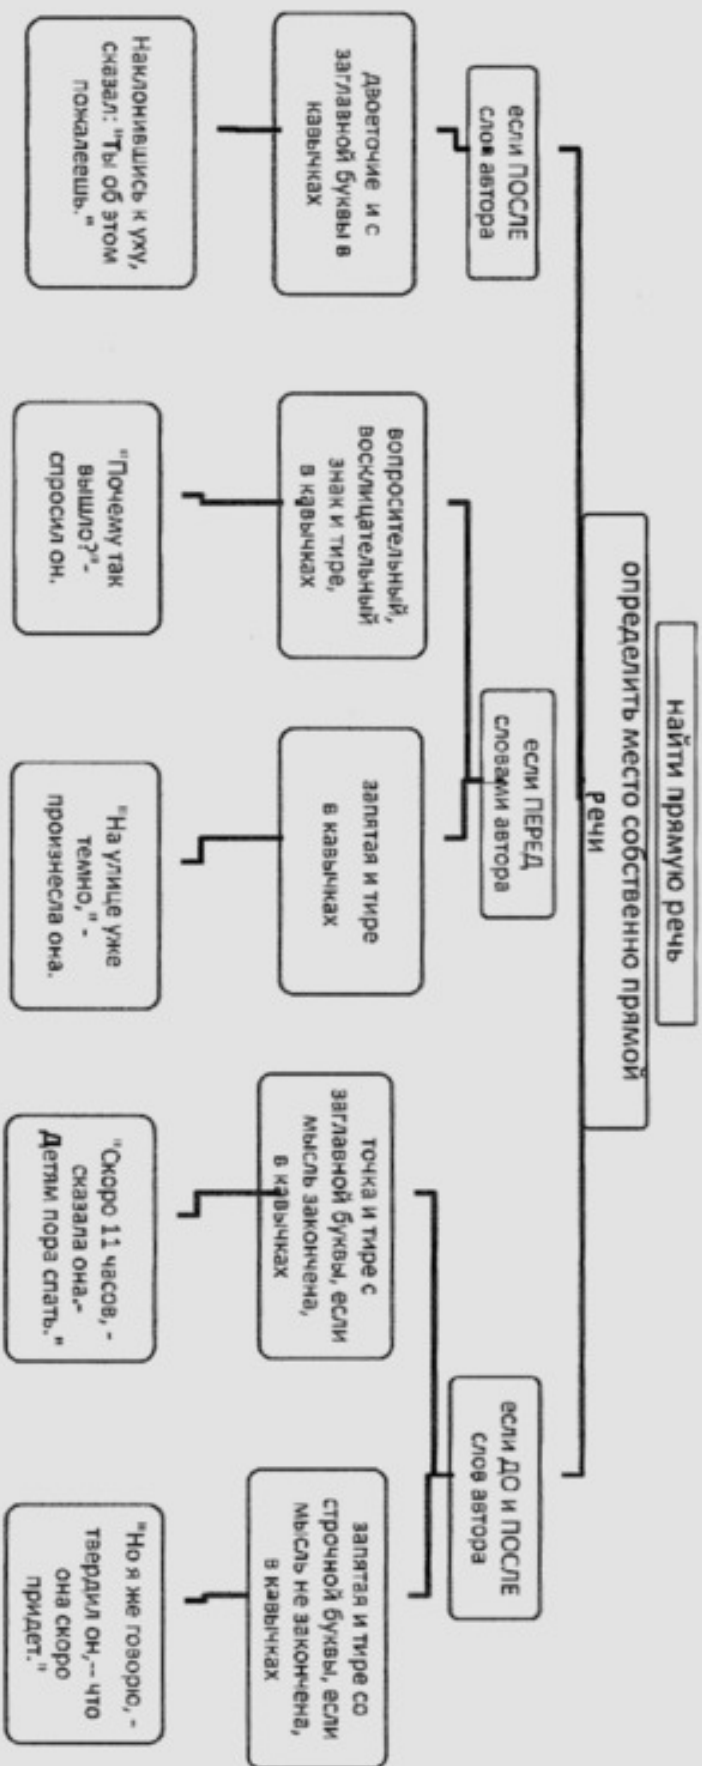 найти прямую речь
определить место собственно прямой
речи
если ПОСЛЕ
слов автора
двоеточие и с
заглавной буквы в
кавычках
Наклонившись к уху,
сказал: "Ты об этом
пожалеешь."
если ПЕРЕД
словами автора
вопросительный,
восклицательный
знак и тире,
в кавычках
"Почему так
вышло?"-
спросил он.
запятая и тире
в кавычках
"На улице уже
темно," -
произнесла она.
если ДО и ПОСЛЕ
слов автора
точка и тире с
заглавной буквы, если
мысль закончена,
в кавычках
"Скоро 11 часов, -
сказала она.-
Детям пора спать."
запятая и тире со
строчной буквы, если
мысль не закончена,
в кавычках
"Но я же говорю, -
твердил он,-- что
она скоро
придет."